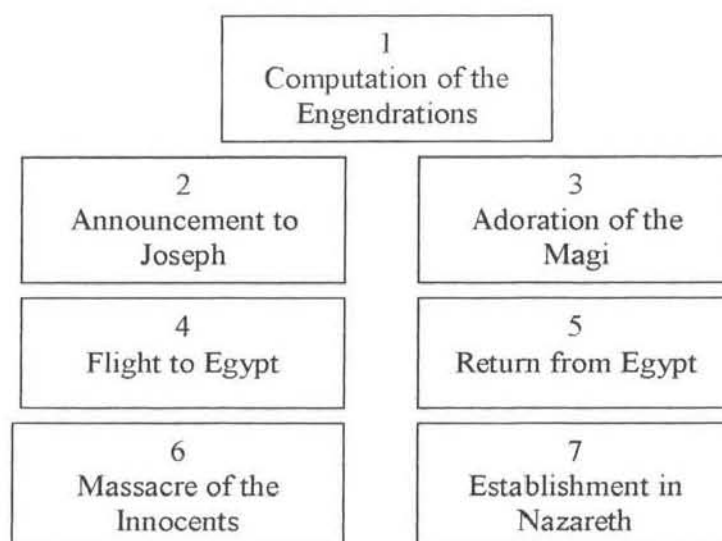 1
Computation of the
Engendrations
2
Announcement to
Joseph
3
Adoration of the
Magi
4
Flight to Egypt
5
Return from Egypt
6
Massacre of the
Innocents
7
Establishment in
Nazareth